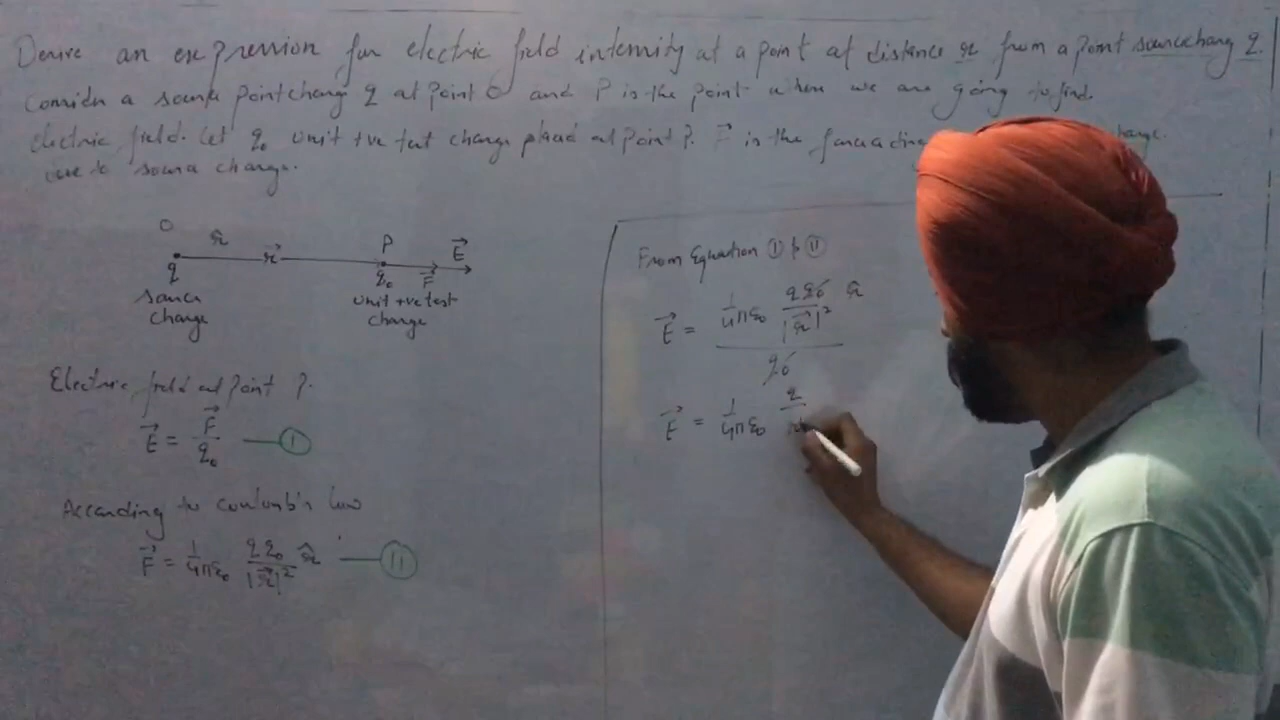 Derive an expression for electric field intensity at a point at distance r from a point source charge q.
Consider a source point charge q at point O and P is the point where we are going to find
electric field. Let q₀ unit +ve test charge placed at point P. F⃗ is the force acting charge.
due to source charge.
O r̂ P E⃗
r⃗
q q₀ F⃗
source charge
unit +ve test charge
Electric field at point P.
E⃗ = F⃗/q₀ — I
According to coulomb's law
F⃗ = 1/4πε₀ qq₀/|r⃗|² r̂ — II
From Equation I & II
E⃗ = (1/4πε₀ qq₀/|r⃗|² r̂)/q₀
E⃗ = 1/4πε₀ q/